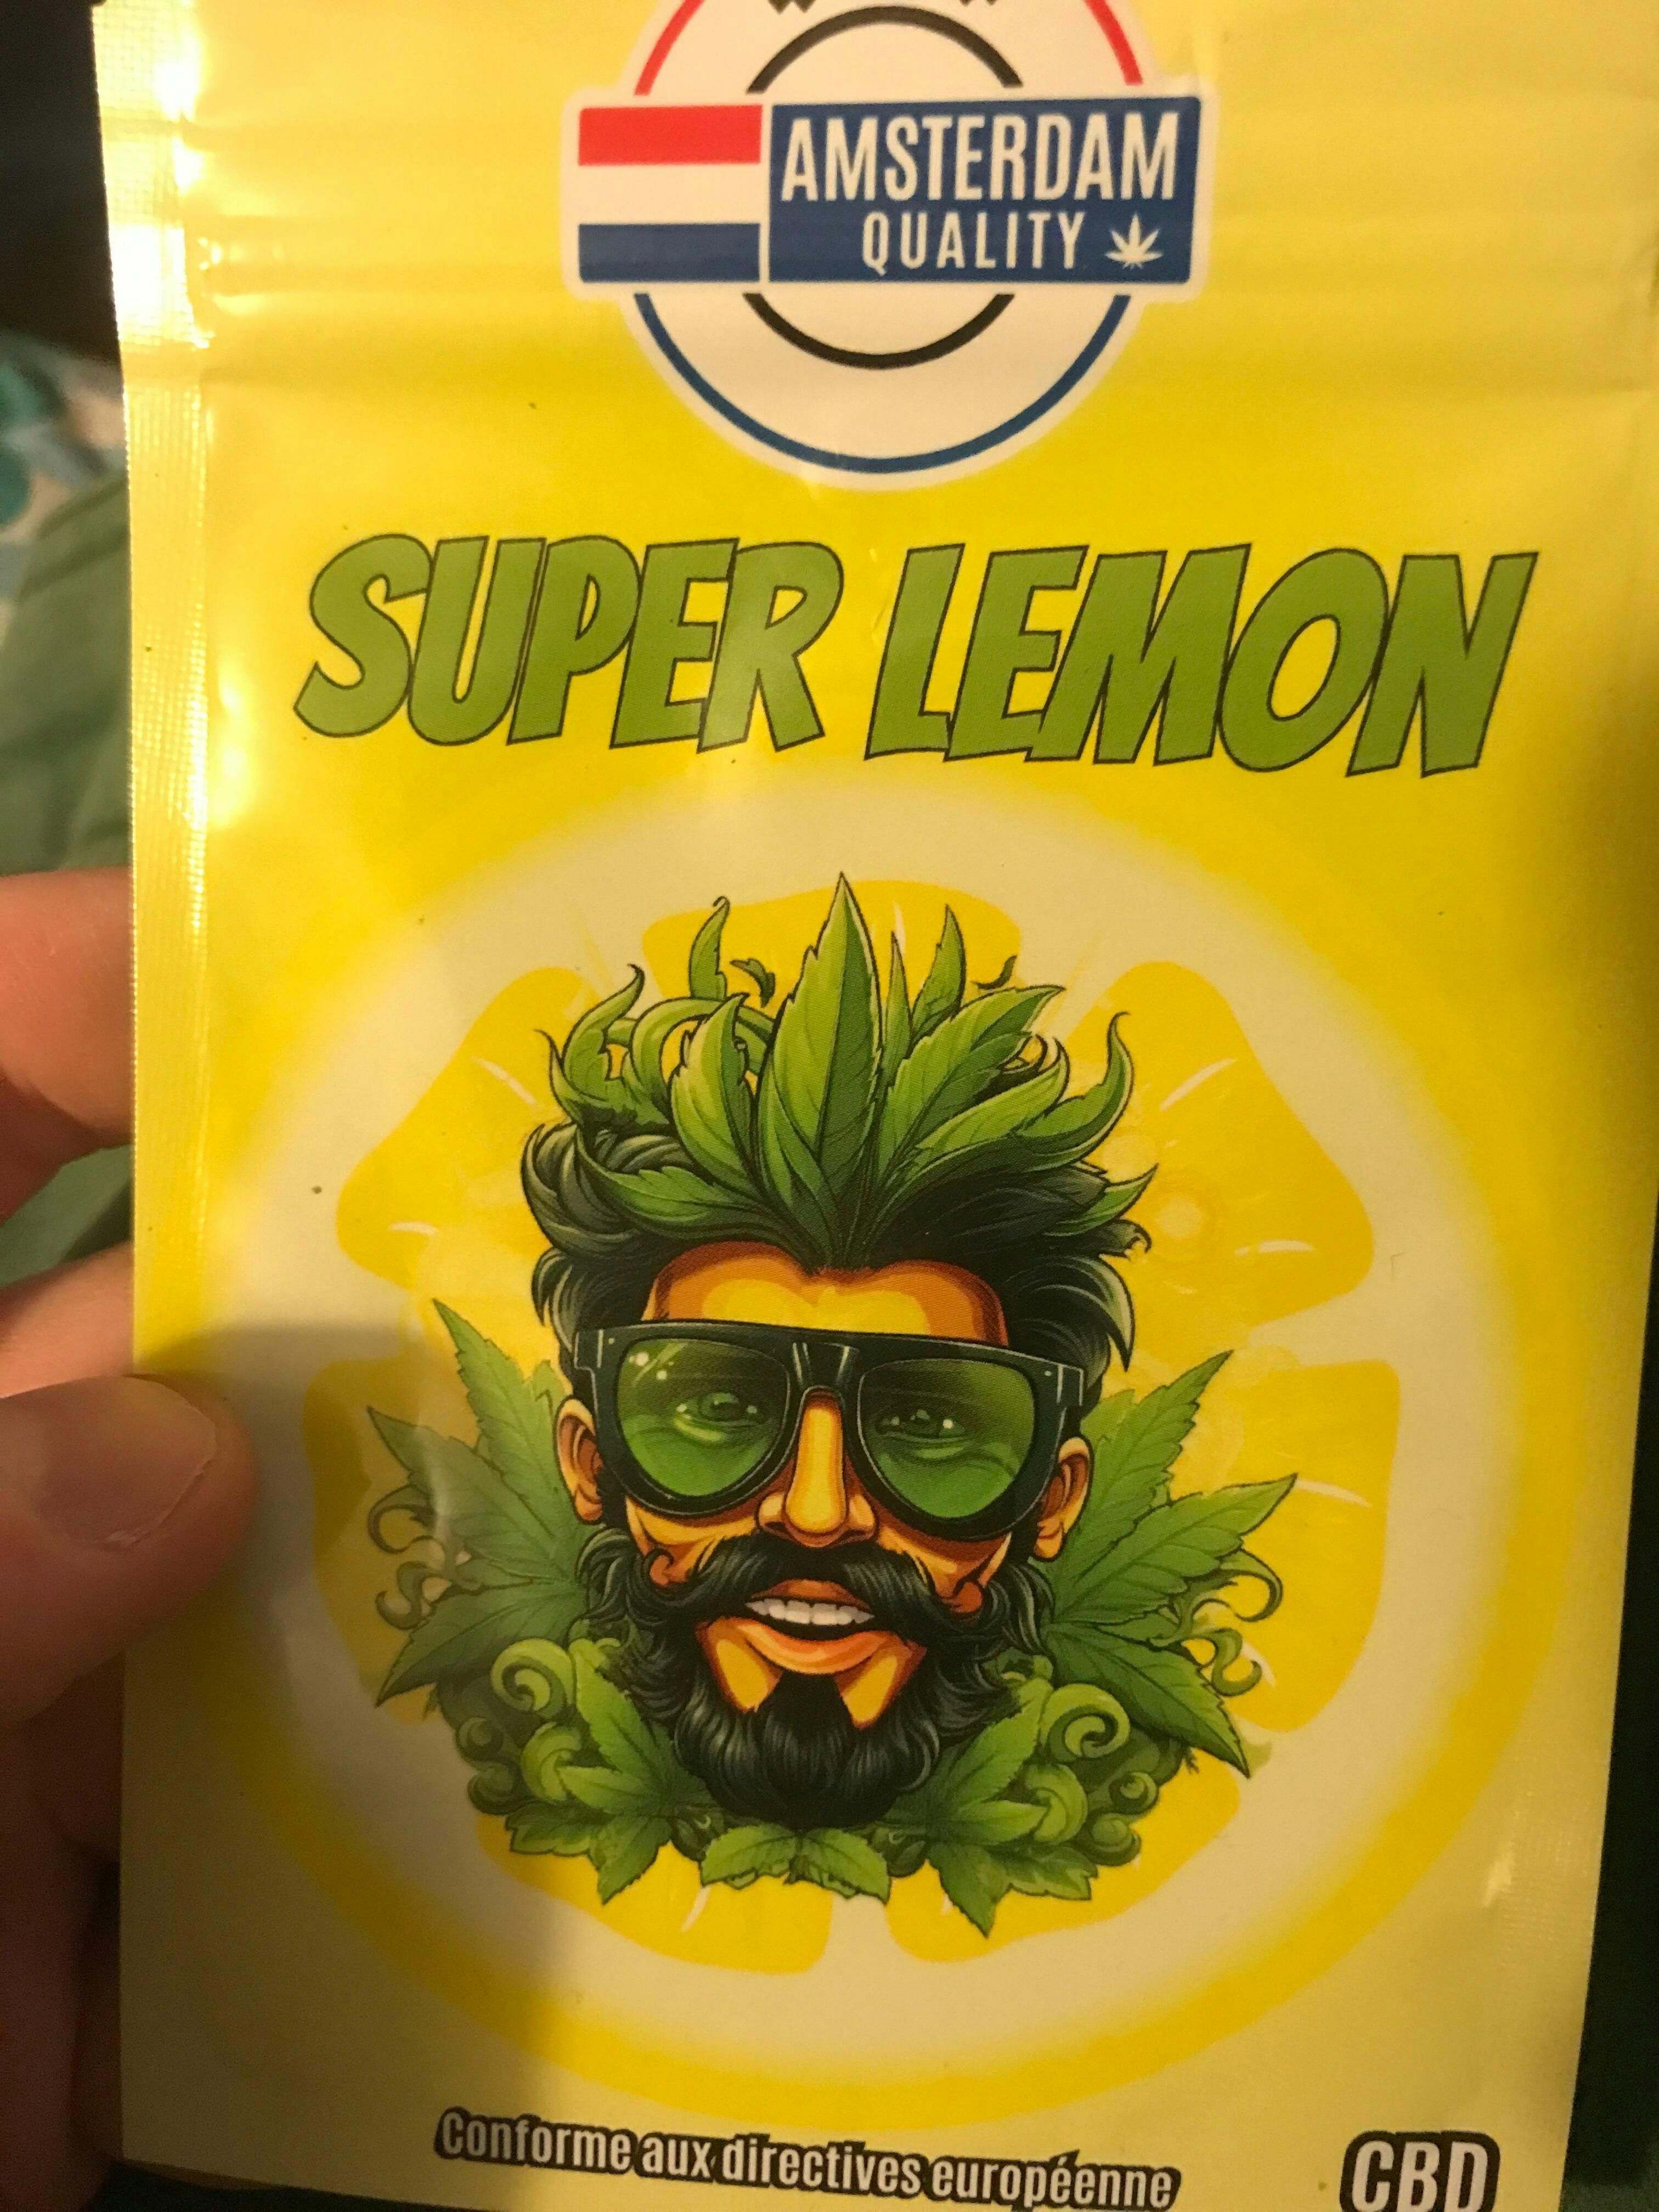 AMSTERDAM
QUALITY
SUPER LEMON
Conforme aux directives européenne
CBD